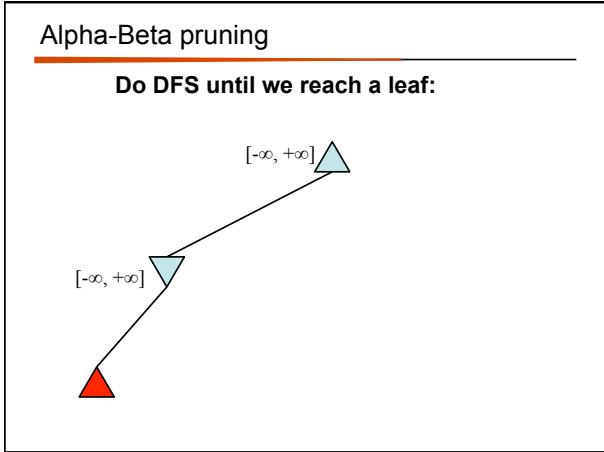 Alpha-Beta pruning
Do DFS until we reach a leaf:
[-∞, +∞]
[-∞, +∞]